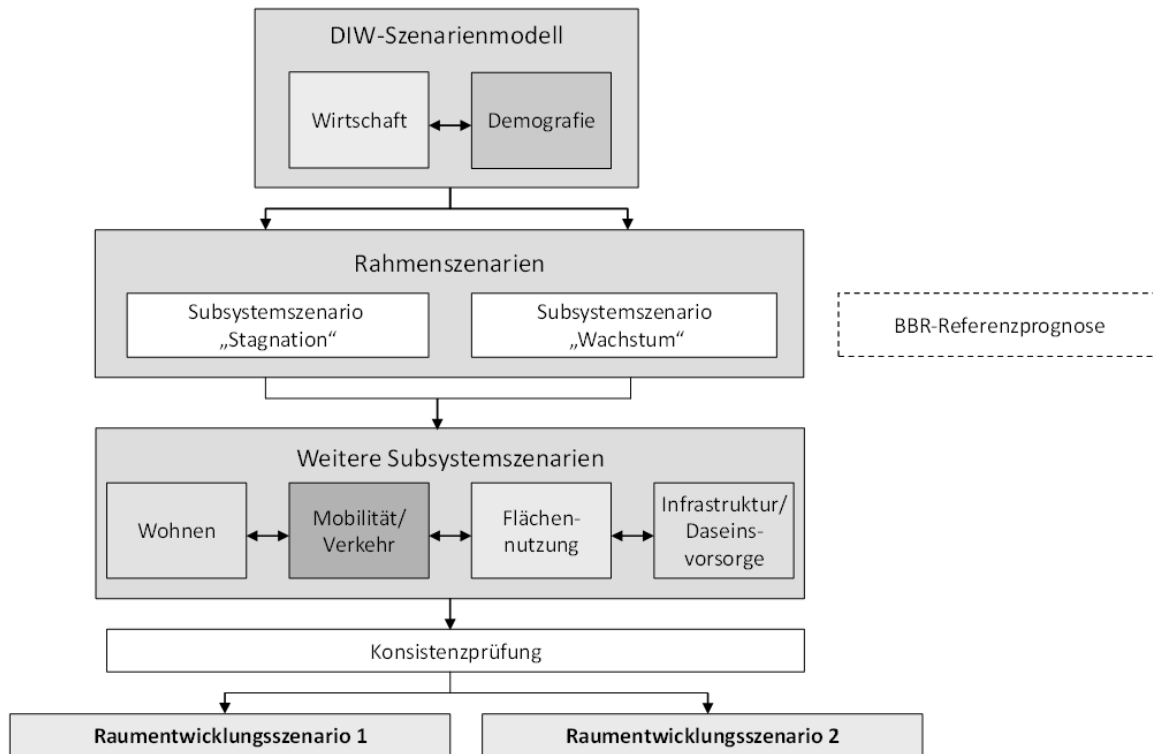 DIW-Szenarienmodell
Wirtschaft
Demografie
Rahmenszenarien
Subsystemszenario
„Stagnation“
Subsystemszenario
„Wachstum“
BBR-Referenzprognose
Weitere Subsystemszenarien
Wohnen
Mobilität/
Verkehr
Flächen-
nutzung
Infrastruktur/
Daseins-
vorsorge
Konsistenzprüfung
Raumentwicklungsszenario 1
Raumentwicklungsszenario 2